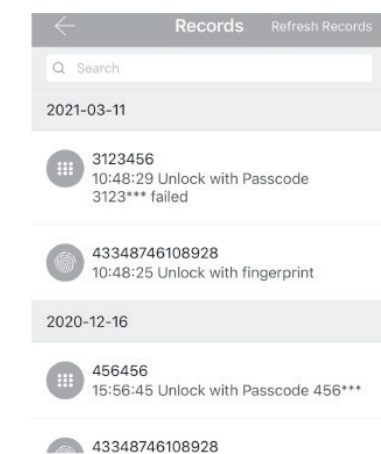 Records Refresh Records
Search
2021-03-11
3123456
10:48:29 Unlock with Passcode
3123*** failed
43348746108928
10:48:25 Unlock with fingerprint
2020-12-16
456456
15:56:45 Unlock with Passcode 456***
43348746108928